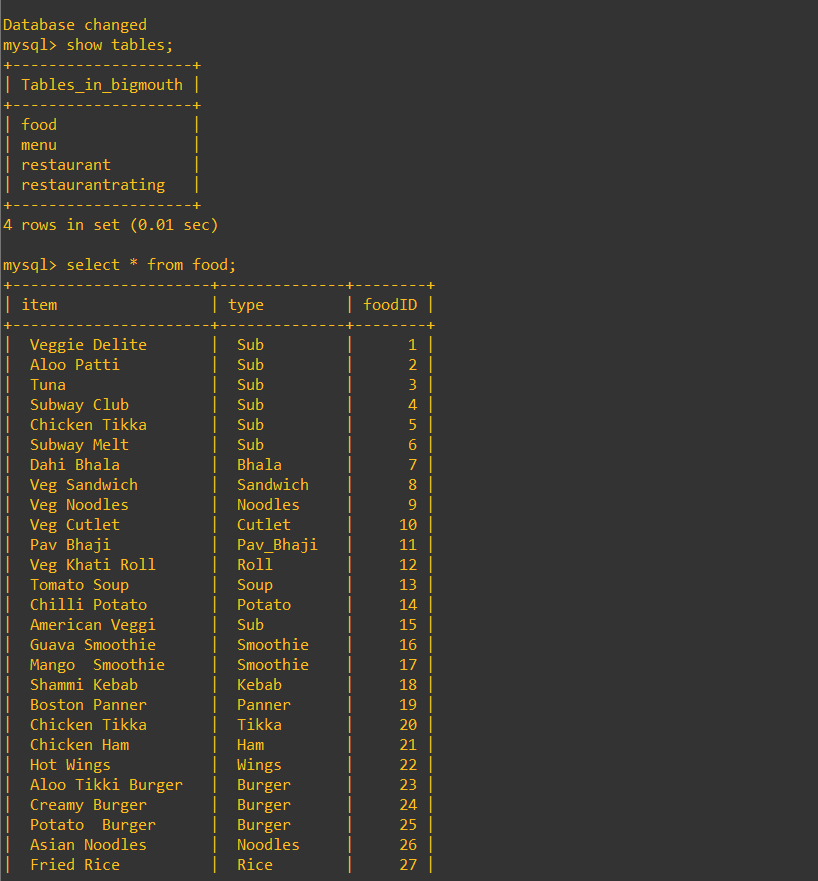 Database changed
mysql> show tables;
+--------------------+
| Tables_in_bigmouth |
+--------------------+
| food               |
| menu               |
| restaurant         |
| restaurantrating   |
+--------------------+
4 rows in set (0.01 sec)
mysql> select * from food;
+----------------------+--------------+--------+
| item                 | type         | foodID |
+----------------------+--------------+--------+
|  Veggie Delite       |  Sub         |      1 |
|  Aloo Patti          |  Sub         |      2 |
|  Tuna                |  Sub         |      3 |
|  Subway Club         |  Sub         |      4 |
|  Chicken Tikka       |  Sub         |      5 |
|  Subway Melt         |  Sub         |      6 |
|  Dahi Bhala          |  Bhala       |      7 |
|  Veg Sandwich        |  Sandwich    |      8 |
|  Veg Noodles         |  Noodles     |      9 |
|  Veg Cutlet          |  Cutlet      |     10 |
|  Pav Bhaji           |  Pav_Bhaji   |     11 |
|  Veg Khati Roll      |  Roll        |     12 |
|  Tomato Soup         |  Soup        |     13 |
|  Chilli Potato       |  Potato      |     14 |
|  American Veggi      |  Sub         |     15 |
|  Guava Smoothie      |  Smoothie    |     16 |
|  Mango  Smoothie     |  Smoothie    |     17 |
|  Shammi Kebab        |  Kebab       |     18 |
|  Boston Panner       |  Panner      |     19 |
|  Chicken Tikka       |  Tikka       |     20 |
|  Chicken Ham         |  Ham         |     21 |
|  Hot Wings           |  Wings       |     22 |
|  Aloo Tikki Burger   |  Burger      |     23 |
|  Creamy Burger       |  Burger      |     24 |
|  Potato  Burger      |  Burger      |     25 |
|  Asian Noodles       |  Noodles     |     26 |
|  Fried Rice          |  Rice        |     27 |